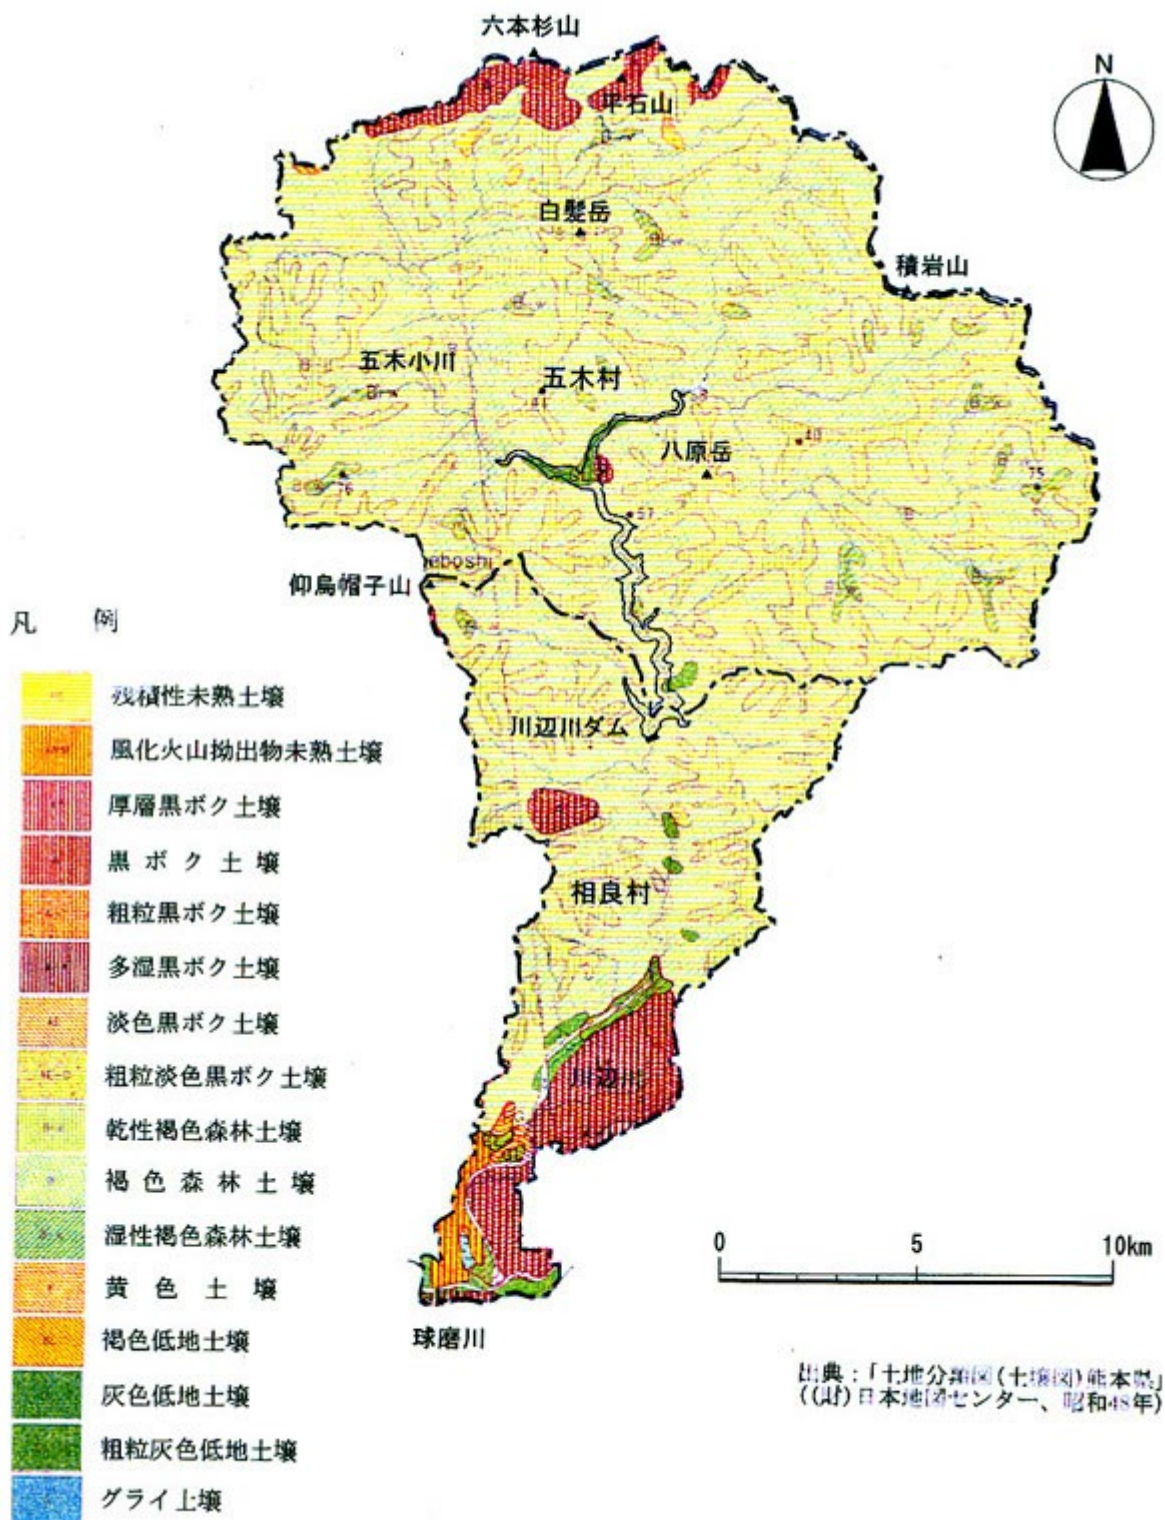 六本杉山
N
平石山
白髪岳
積岩山
五木小川
五木村
八原岳
40
75
76
57
eboshi
仰烏帽子山
川辺川ダム
相良村
川辺川
球磨川
凡 例
残積性未熟土壌
風化火山拗出物未熟土壌
厚層黒ボク土壌
黒ボク土壌
粗粒黒ボク土壌
多湿黒ボク土壌
淡色黒ボク土壌
粗粒淡色黒ボク土壌
乾性褐色森林土壌
褐色森林土壌
湿性褐色森林土壌
黄色土壌
褐色低地土壌
灰色低地土壌
粗粒灰色低地土壌
グライ土壌
0 5 10km
出典:「土地分類図(土壌図)熊本県」
((財)日本地図センター、昭和48年)